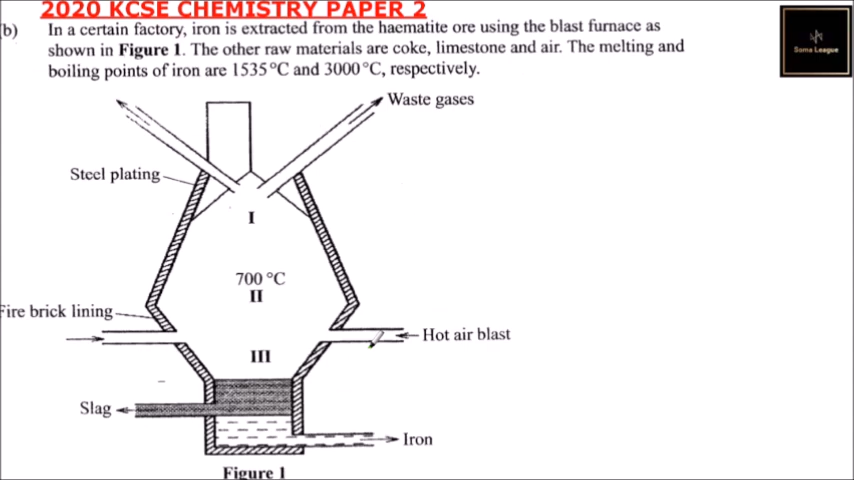 2020 KCSE CHEMISTRY PAPER 2
b) In a certain factory, iron is extracted from the haematite ore using the blast furnace as
shown in Figure 1. The other raw materials are coke, limestone and air. The melting and
boiling points of iron are 1535°C and 3000°C, respectively.
Soma League
Waste gases
Steel plating
I
700 °C
II
Fire brick lining
Hot air blast
III
Slag
Iron
Figure 1